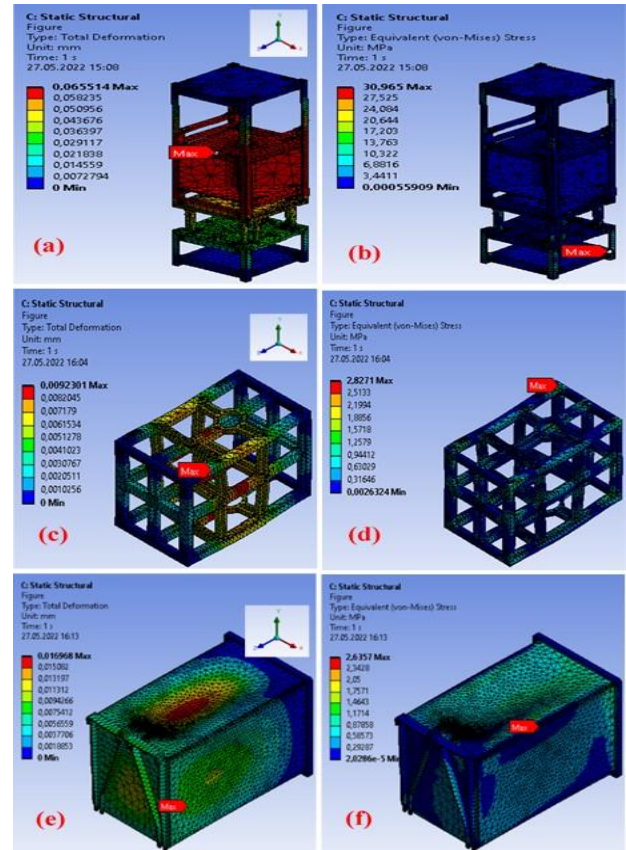 C: Static Structural
Figure
Type: Total Deformation
Unit: mm
Time: 1 s
27.05.2022 15:08
0,065514 Max
0,058235
0,050956
0,043676
0,036397
0,029117
0,021838
0,014559
0,0072794
0 Min
Max
(a)
C: Static Structural
Figure
Type: Equivalent (von-Mises) Stress
Unit: MPa
Time: 1 s
27.05.2022 15:08
30,965 Max
27,525
24,084
20,644
17,203
13,763
10,322
6,8816
3,4411
0,00055909 Min
Max
(b)
C: Static Structural
Figure
Type: Total Deformation
Unit: mm
Time: 1 s
27.05.2022 16:04
0,0092301 Max
0,0082045
0,007179
0,0061534
0,0051278
0,0041023
0,0030767
0,0020511
0,0010256
0 Min
Max
(c)
C: Static Structural
Figure
Type: Equivalent (von-Mises) Stress
Unit: MPa
Time: 1 s
27.05.2022 16:04
2,8271 Max
2,5133
2,1994
1,8856
1,5718
1,2579
0,94412
0,63029
0,31646
0,0026324 Min
Max
(d)
C: Static Structural
Figure
Type: Total Deformation
Unit: mm
Time: 1 s
27.05.2022 16:13
0,016968 Max
0,015082
0,013197
0,011312
0,0094266
0,0075412
0,0056559
0,0037706
0,0018853
0 Min
Max
(e)
C: Static Structural
Figure
Type: Equivalent (von-Mises) Stress
Unit: MPa
Time: 1 s
27.05.2022 16:13
2,6357 Max
2,3428
2,05
1,7571
1,4643
1,1714
0,87858
0,58573
0,29287
2,0286e-5 Min
Max
(f)